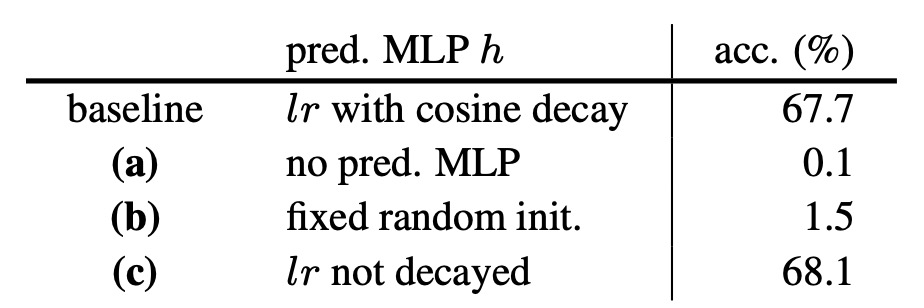 pred. MLP h acc. (%)
baseline lr with cosine decay 67.7
(a) no pred. MLP 0.1
(b) fixed random init. 1.5
(c) lr not decayed 68.1